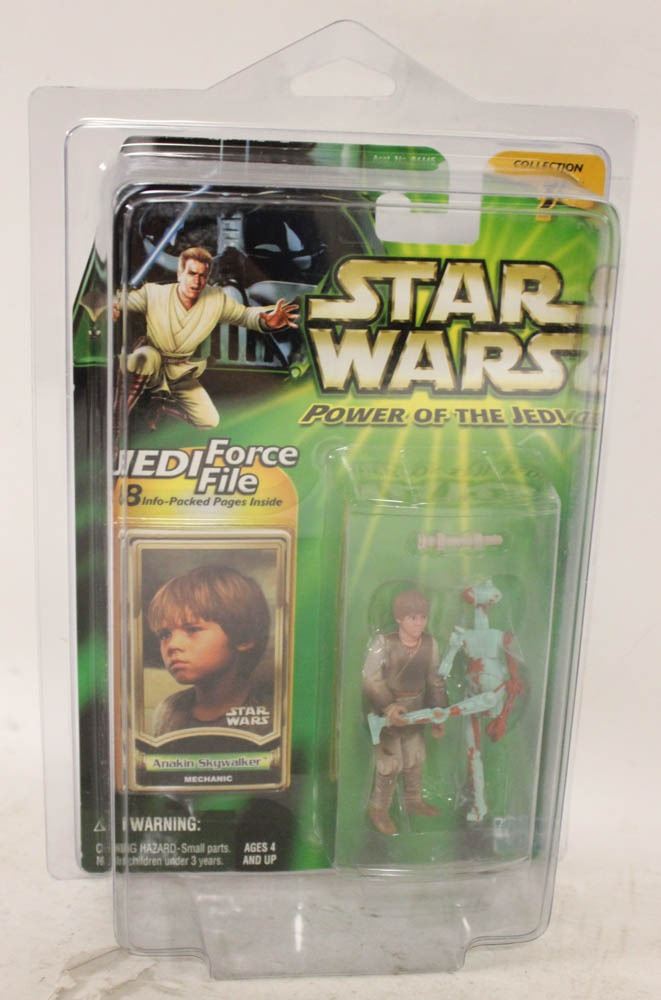 COLLECTION
STAR
WARS
POWER OF THE JEDI
JEDI Force
File
8 Info-Packed Pages Inside
STAR
WARS
Anakin Skywalker™
MECHANIC
WARNING:
HAZARD-Small parts.
children under 3 years.
AGES 4
AND UP